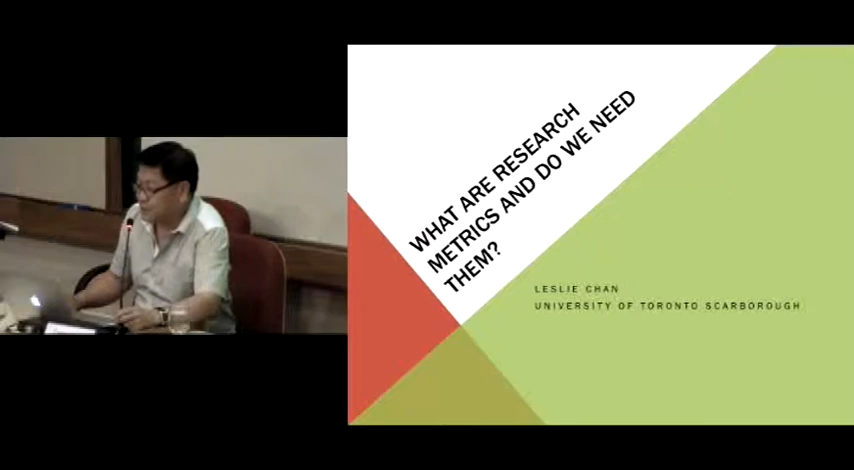 WHAT ARE RESEARCH
METRICS AND DO WE NEED
THEM?
LESLIE CHAN
UNIVERSITY OF TORONTO SCARBOROUGH